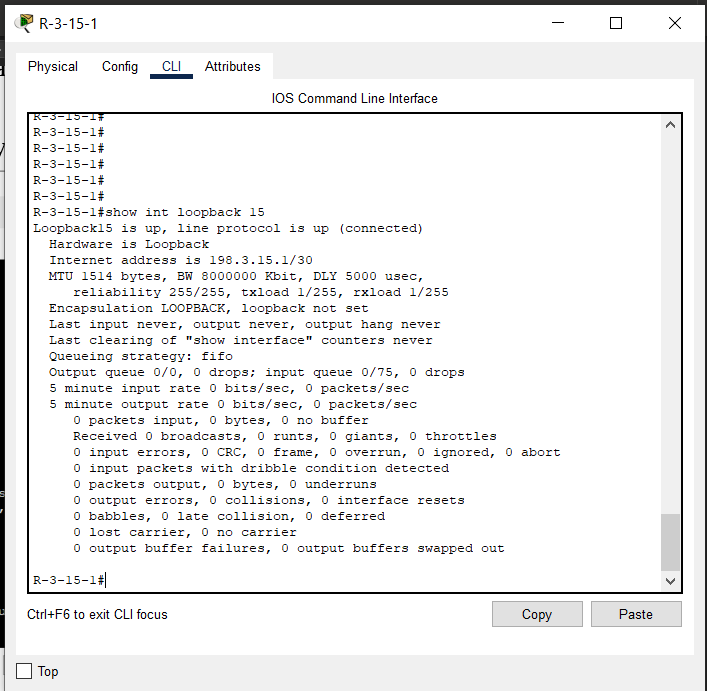 R-3-15-1
Physical Config CLI Attributes
IOS Command Line Interface
R-3-15-1#
R-3-15-1#
R-3-15-1#
R-3-15-1#
R-3-15-1#
R-3-15-1#
R-3-15-1#show int loopback 15
Loopback15 is up, line protocol is up (connected)
Hardware is Loopback
Internet address is 198.3.15.1/30
MTU 1514 bytes, BW 8000000 Kbit, DLY 5000 usec,
reliability 255/255, txload 1/255, rxload 1/255
Encapsulation LOOPBACK, loopback not set
Last input never, output never, output hang never
Last clearing of "show interface" counters never
Queueing strategy: fifo
Output queue 0/0, 0 drops; input queue 0/75, 0 drops
5 minute input rate 0 bits/sec, 0 packets/sec
5 minute output rate 0 bits/sec, 0 packets/sec
0 packets input, 0 bytes, 0 no buffer
Received 0 broadcasts, 0 runts, 0 giants, 0 throttles
0 input errors, 0 CRC, 0 frame, 0 overrun, 0 ignored, 0 abort
0 input packets with dribble condition detected
0 packets output, 0 bytes, 0 underruns
0 output errors, 0 collisions, 0 interface resets
0 babbles, 0 late collision, 0 deferred
0 lost carrier, 0 no carrier
0 output buffer failures, 0 output buffers swapped out
R-3-15-1#
Ctrl+F6 to exit CLI focus
Copy Paste
Top